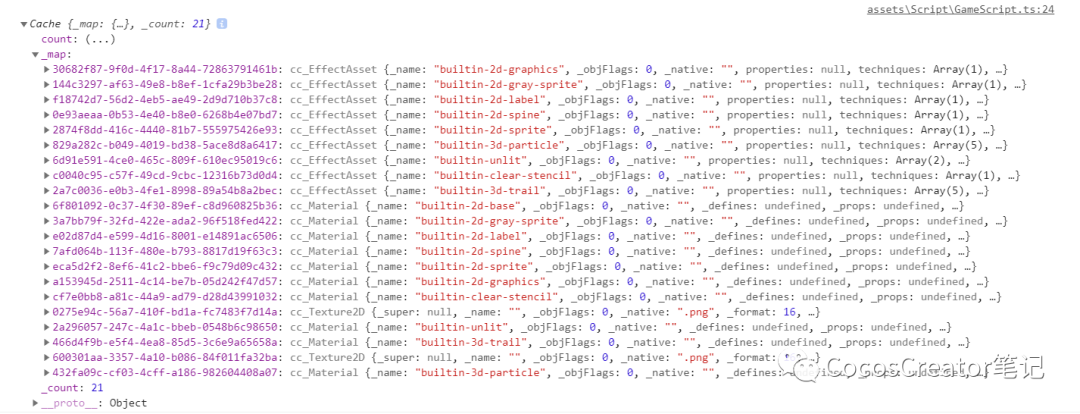 assets\Script\GameScript.ts:24
▼Cache {_map: {…}, _count: 21} i
count: (...)
▼_map:
▶30682f87-9f0d-4f17-8a44-72863791461b: cc_EffectAsset {_name: "builtin-2d-graphics", _objFlags: 0, _native: "", properties: null, techniques: Array(1), …}
▶144c3297-af63-49e8-b8ef-1cfa29b3be28: cc_EffectAsset {_name: "builtin-2d-gray-sprite", _objFlags: 0, _native: "", properties: null, techniques: Array(1), …}
▶f18742d7-56d2-4eb5-ae49-2d9d710b37c8: cc_EffectAsset {_name: "builtin-2d-label", _objFlags: 0, _native: "", properties: null, techniques: Array(1), …}
▶0e93aeaa-0b53-4e40-b8e0-6268b4e07bd7: cc_EffectAsset {_name: "builtin-2d-spine", _objFlags: 0, _native: "", properties: null, techniques: Array(1), …}
▶2874f8dd-416c-4440-81b7-555975426e93: cc_EffectAsset {_name: "builtin-2d-sprite", _objFlags: 0, _native: "", properties: null, techniques: Array(1), …}
▶829a282c-b049-4019-bd38-5ace8d8a6417: cc_EffectAsset {_name: "builtin-3d-particle", _objFlags: 0, _native: "", properties: null, techniques: Array(5), …}
▶6d91e591-4ce0-465c-809f-610ec95019c6: cc_EffectAsset {_name: "builtin-unlit", _objFlags: 0, _native: "", properties: null, techniques: Array(2), …}
▶c0040c95-c57f-49cd-9cbc-12316b73d0d4: cc_EffectAsset {_name: "builtin-clear-stencil", _objFlags: 0, _native: "", properties: null, techniques: Array(1), …}
▶2a7c0036-e0b3-4fe1-8998-89a54b8a2bec: cc_EffectAsset {_name: "builtin-3d-trail", _objFlags: 0, _native: "", properties: null, techniques: Array(5), …}
▶6f801092-0c37-4f30-89ef-c8d960825b36: cc_Material {_name: "builtin-2d-base", _objFlags: 0, _native: "", _defines: undefined, _props: undefined, …}
▶3a7bb79f-32fd-422e-ada2-96f518fed422: cc_Material {_name: "builtin-2d-gray-sprite", _objFlags: 0, _native: "", _defines: undefined, _props: undefined, …}
▶e02d87d4-e599-4d16-8001-e14891ac6506: cc_Material {_name: "builtin-2d-label", _objFlags: 0, _native: "", _defines: undefined, _props: undefined, …}
▶7afd064b-113f-480e-b793-8817d19f63c3: cc_Material {_name: "builtin-2d-spine", _objFlags: 0, _native: "", _defines: undefined, _props: undefined, …}
▶eca5d2f2-8ef6-41c2-bbe6-f9c79d09c432: cc_Material {_name: "builtin-2d-sprite", _objFlags: 0, _native: "", _defines: undefined, _props: undefined, …}
▶a153945d-2511-4c14-be7b-05d242f47d57: cc_Material {_name: "builtin-2d-graphics", _objFlags: 0, _native: "", _defines: undefined, _props: undefined, …}
▶cf7e0bb8-a81c-44a9-ad79-d28d43991032: cc_Material {_name: "builtin-clear-stencil", _objFlags: 0, _native: "", _defines: undefined, _props: undefined, …}
▶0275e94c-56a7-410f-bd1a-fc7483f7d14a: cc_Texture2D {_super: null, _name: "", _objFlags: 0, _native: ".png", _format: 16, …}
▶2a296057-247c-4a1c-bbeb-0548b6c98650: cc_Material {_name: "builtin-unlit", _objFlags: 0, _native: "", _defines: undefined, _props: undefined, …}
▶466d4f9b-e5f4-4ea8-85d5-3c6e9a65658a: cc_Material {_name: "builtin-3d-trail", _objFlags: 0, _native: "", _defines: undefined, _props: undefined, …}
▶600301aa-3357-4a10-b086-84f011fa32ba: cc_Texture2D {_super: null, _name: "", _objFlags: 0, _native: ".png", _format: …}
▶432fa09c-cf03-4cff-a186-982604408a07: cc_Material {_name: "builtin-3d-particle", _objFlags: 0, _native: "", _defines: undefined, _props: undefined, …}
CocosCreator笔记
_count: 21
▶__proto__: Object